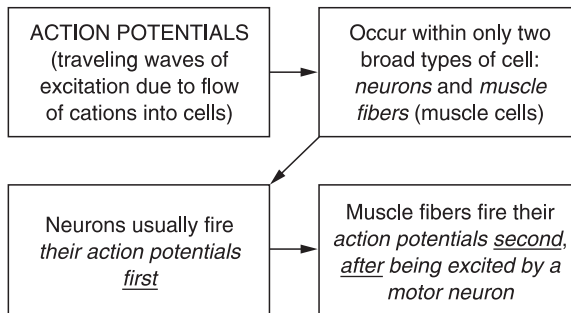 ACTION POTENTIALS
(traveling waves of
excitation due to flow
of cations into cells)
Occur within only two
broad types of cell:
neurons and muscle
fibers (muscle cells)
Neurons usually fire
their action potentials
first
Muscle fibers fire their
action potentials second,
after being excited by a
motor neuron